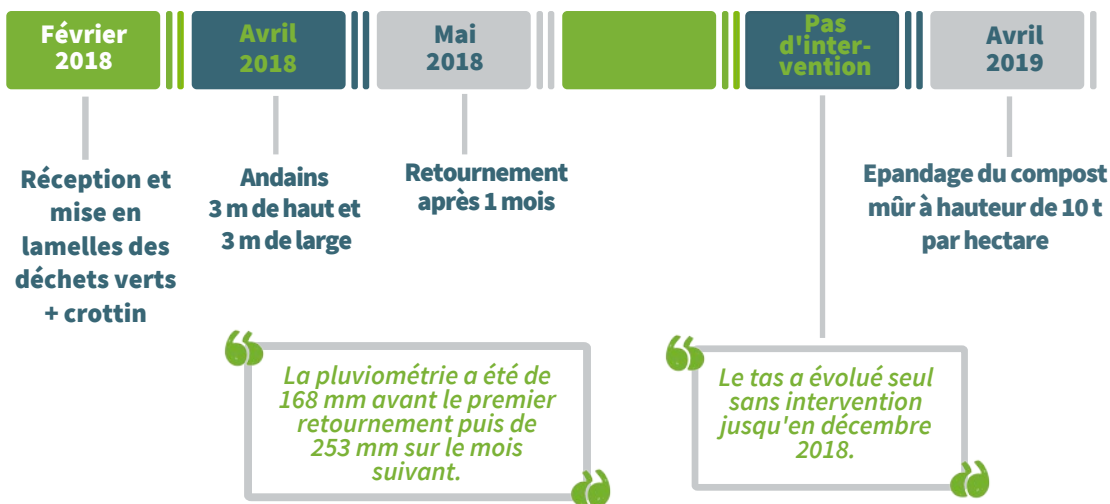 Février
2018
Avril
2018
Mai
2018
Pas
d'inter-
vention
Avril
2019
Réception et
mise en
lamelles des
déchets verts
+ crottin
Andains
3 m de haut et
3 m de large
Retournement
après 1 mois
Epandage du compost
mûr à hauteur de 10 t
par hectare
La pluviométrie a été de
168 mm avant le premier
retournement puis de
253 mm sur le mois
suivant.
Le tas a évolué seul
sans intervention
jusqu'en décembre
2018.